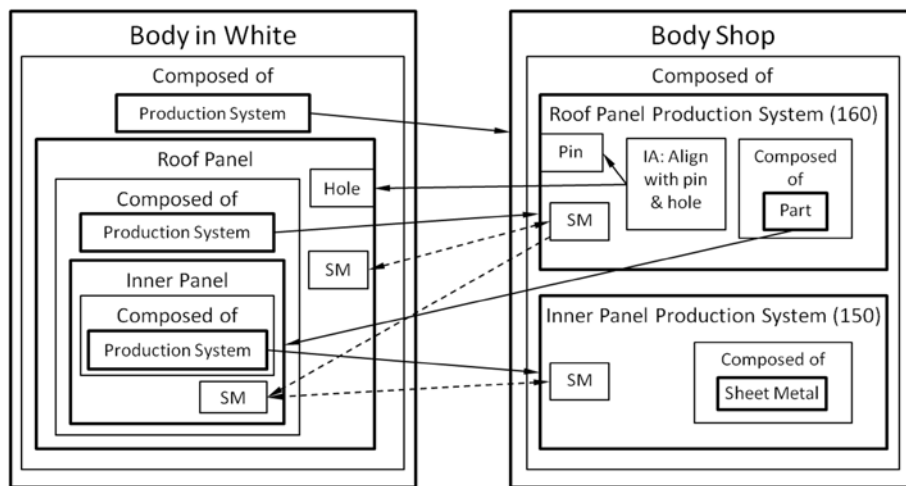 Body in White
Composed of
Production System
Roof Panel
Hole
Composed of
Production System
SM
Inner Panel
Composed of
Production System
SM
Body Shop
Composed of
Roof Panel Production System (160)
Pin
IA: Align
with pin
& hole
Composed
of
Part
SM
Inner Panel Production System (150)
SM
Composed of
Sheet Metal